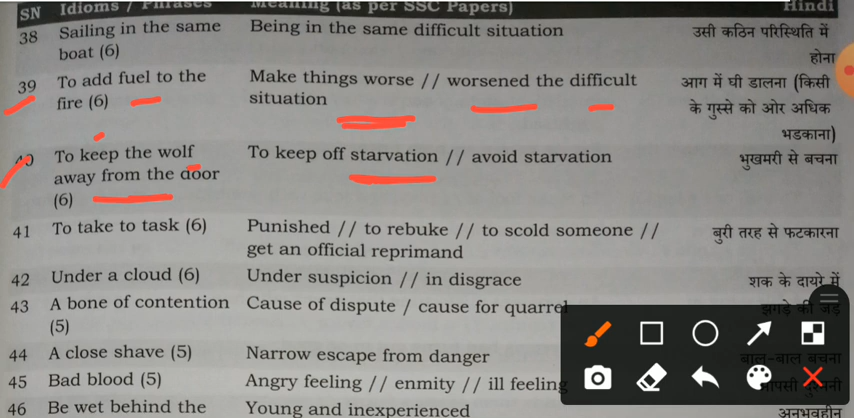 SN Idioms / Phrases Meaning (as per SSC Papers) Hindi
38 Sailing in the same Being in the same difficult situation उसी कठिन परिस्थिति में
boat (6) होना
39 To add fuel to the Make things worse // worsened the difficult आग में घी डालना (किसी
fire (6) situation के गुस्से को ओर अधिक
भडकाना)
40 To keep the wolf To keep off starvation // avoid starvation भुखमरी से बचना
away from the door
(6)
41 To take to task (6) Punished // to rebuke // to scold someone // बुरी तरह से फटकारना
get an official reprimand
42 Under a cloud (6) Under suspicion // in disgrace शक के दायरे में
43 A bone of contention Cause of dispute / cause for quarrel झगड़े की जड़
(5)
44 A close shave (5) Narrow escape from danger बाल-बाल बचना
45 Bad blood (5) Angry feeling // enmity // ill feeling
46 Be wet behind the Young and inexperienced अनुभवहीन